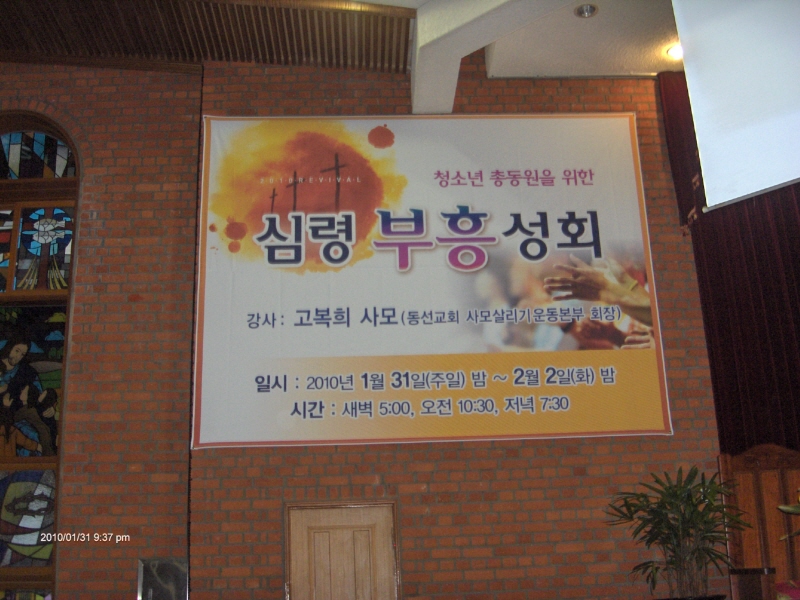 청소년 총동원을 위한
REVIVAL
심령 부흥 성회
강사 : 고복희 사모(동선교회 사모살리기운동본부 회장)
일시 : 2010년 1월 31일(주일) 밤 ~ 2월 2일(화) 밤
시간 : 새벽 5:00, 오전 10:30, 저녁 7:30
2010/01/31 9:37 pm